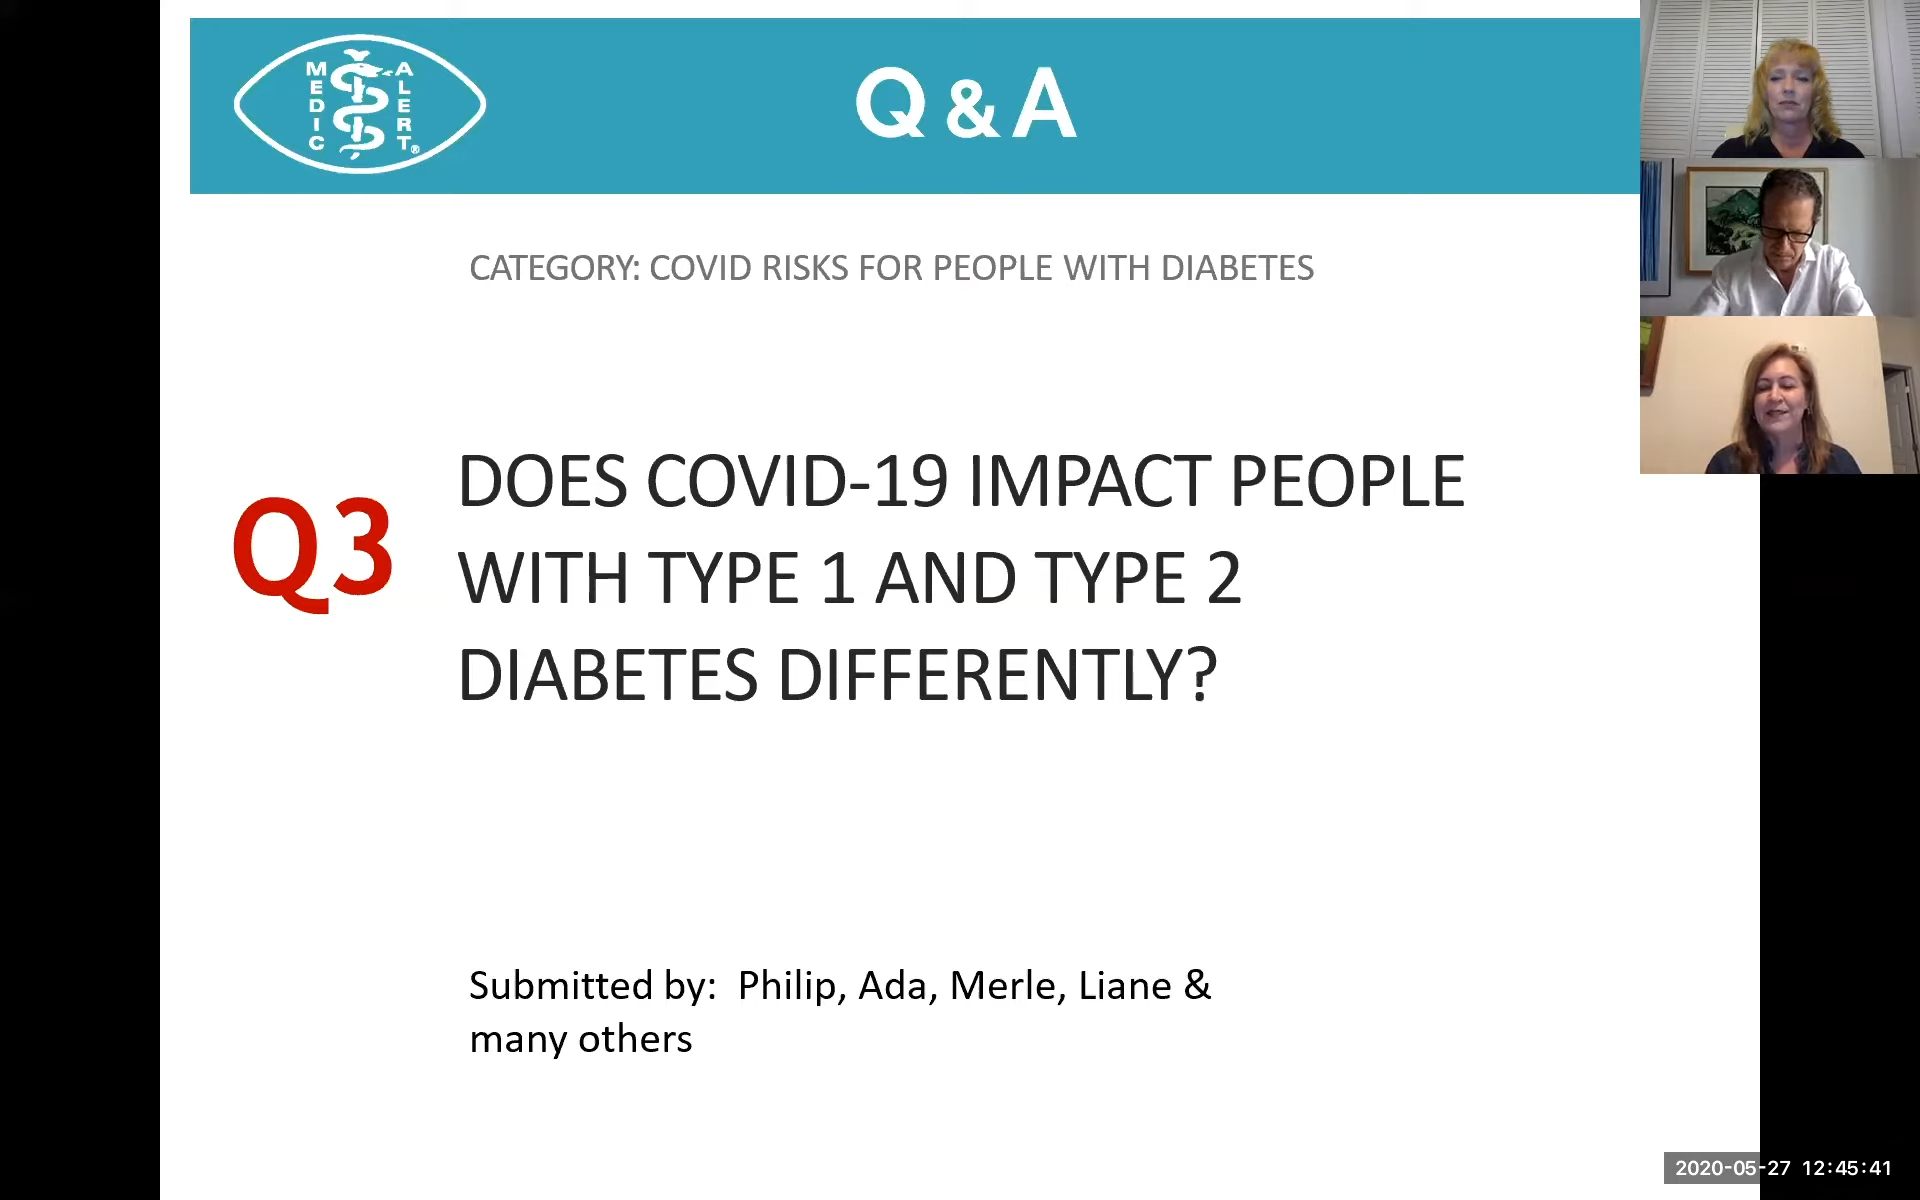 MEDIC ALERT®
Q & A
CATEGORY: COVID RISKS FOR PEOPLE WITH DIABETES
Q3
DOES COVID-19 IMPACT PEOPLE
WITH TYPE 1 AND TYPE 2
DIABETES DIFFERENTLY?
Submitted by:  Philip, Ada, Merle, Liane &
many others
2020-05-27 12:45:41